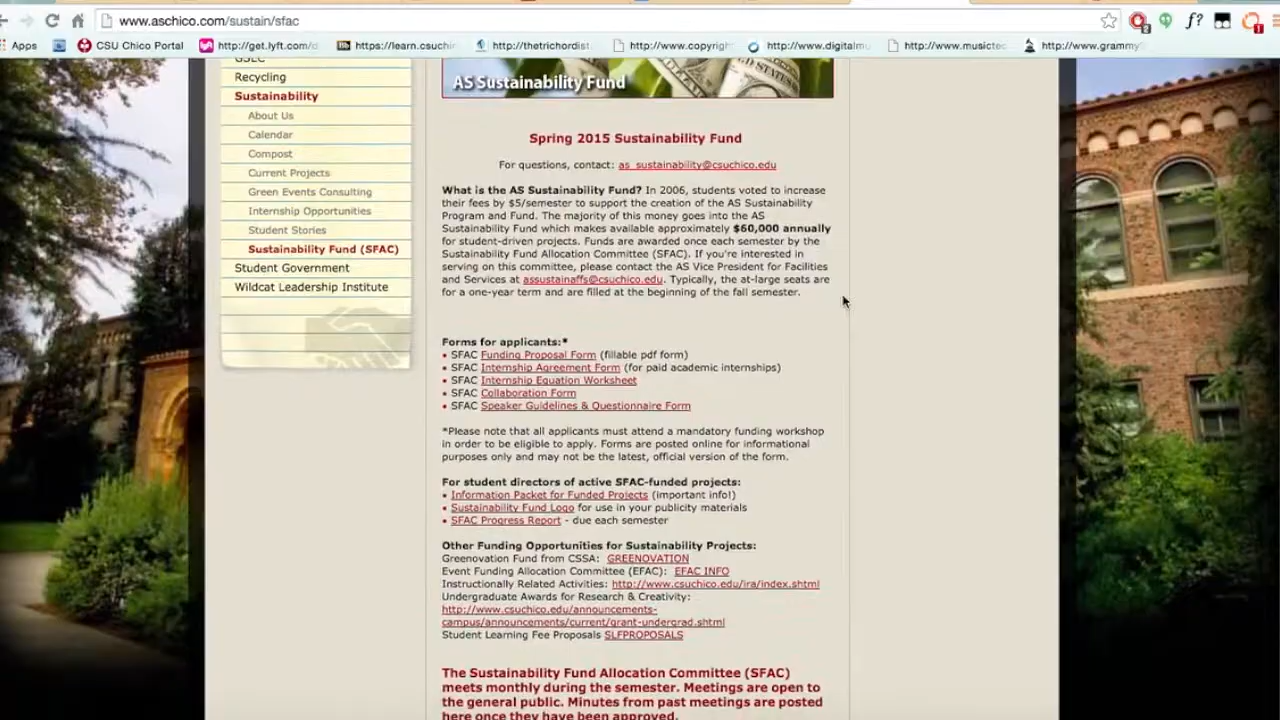 www.aschico.com/sustain/sfac
Apps CSU Chico Portal http://get.lyft.com/d https://learn.csuchi http://thetrichordist http://www.copyrigh http://www.digitalmu http://www.musictec http://www.grammy
GSEC
Recycling
Sustainability
About Us
Calendar
Compost
Current Projects
Green Events Consulting
Internship Opportunities
Student Stories
Sustainability Fund (SFAC)
Student Government
Wildcat Leadership Institute
AS Sustainability Fund
Spring 2015 Sustainability Fund
For questions, contact: as_sustainability@csuchico.edu
What is the AS Sustainability Fund? In 2006, students voted to increase
their fees by $5/semester to support the creation of the AS Sustainability
Program and Fund. The majority of this money goes into the AS
Sustainability Fund which makes available approximately $60,000 annually
for student-driven projects. Funds are awarded once each semester by the
Sustainability Fund Allocation Committee (SFAC). If you're interested in
serving on this committee, please contact the AS Vice President for Facilities
and Services at assustainaffs@csuchico.edu. Typically, the at-large seats are
for a one-year term and are filled at the beginning of the fall semester.
Forms for applicants:*
• SFAC Funding Proposal Form (fillable pdf form)
• SFAC Internship Agreement Form (for paid academic internships)
• SFAC Internship Equation Worksheet
• SFAC Collaboration Form
• SFAC Speaker Guidelines & Questionnaire Form
*Please note that all applicants must attend a mandatory funding workshop
in order to be eligible to apply. Forms are posted online for informational
purposes only and may not be the latest, official version of the form.
For student directors of active SFAC-funded projects:
• Information Packet for Funded Projects (important info!)
• Sustainability Fund Logo for use in your publicity materials
• SFAC Progress Report - due each semester
Other Funding Opportunities for Sustainability Projects:
Greenovation Fund from CSSA: GREENOVATION
Event Funding Allocation Committee (EFAC): EFAC INFO
Instructionally Related Activities: http://www.csuchico.edu/ira/index.shtml
Undergraduate Awards for Research & Creativity:
http://www.csuchico.edu/announcements-
campus/announcements/current/grant-undergrad.shtml
Student Learning Fee Proposals SLFPROPOSALS
The Sustainability Fund Allocation Committee (SFAC)
meets monthly during the semester. Meetings are open to
the general public. Minutes from past meetings are posted
here once they have been approved.